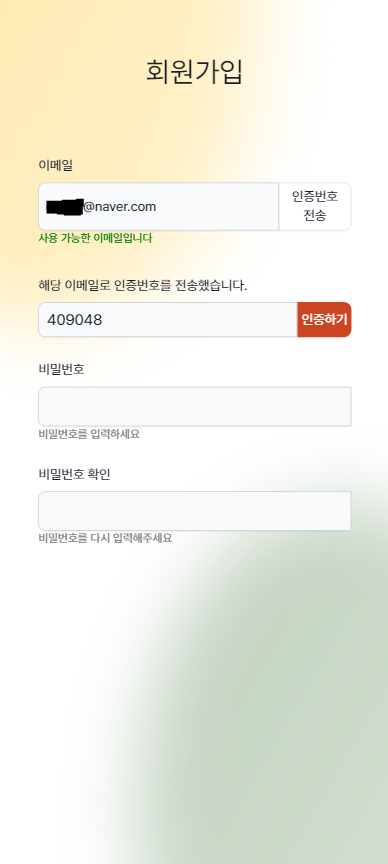 회원가입
이메일
@naver.com
인증번호
전송
사용 가능한 이메일입니다
해당 이메일로 인증번호를 전송했습니다.
409048
인증하기
비밀번호
비밀번호를 입력하세요
비밀번호 확인
비밀번호를 다시 입력해주세요